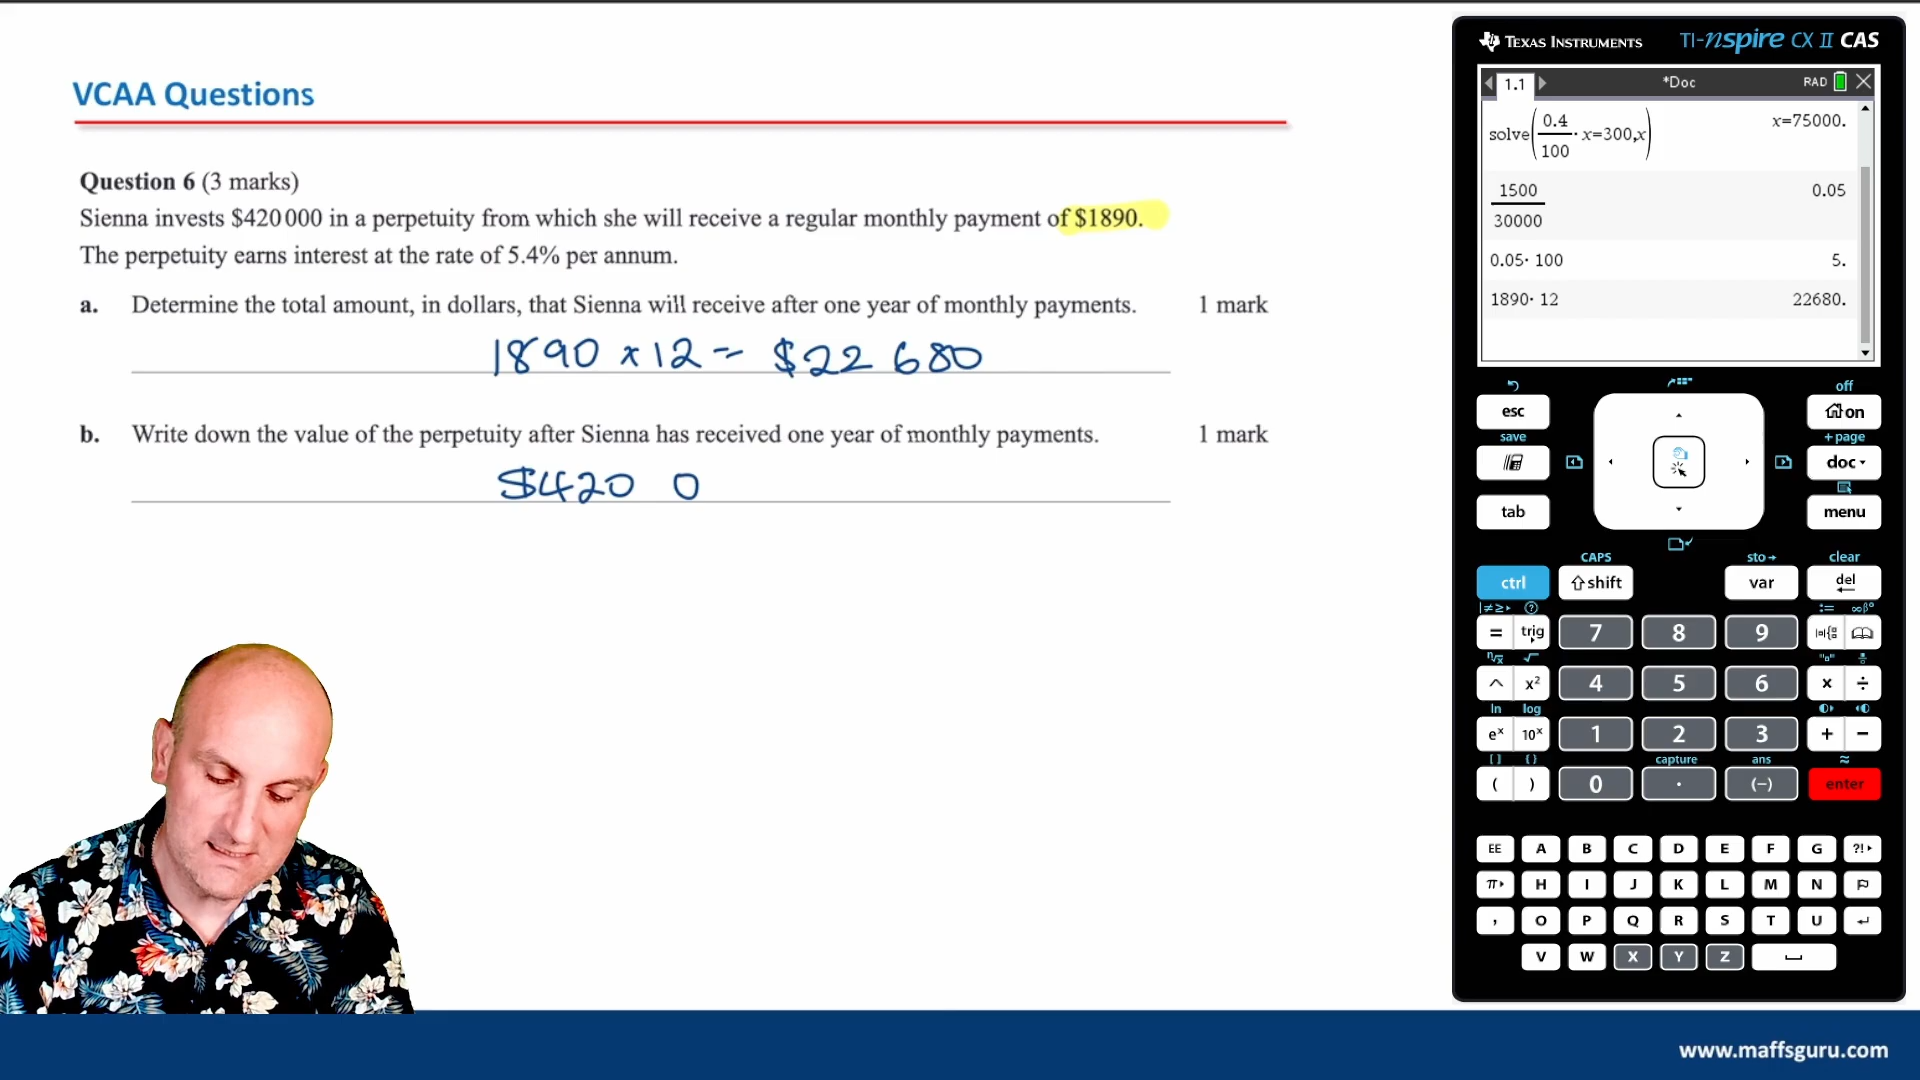 VCAA Questions
Question 6 (3 marks)
Sienna invests $420 000 in a perpetuity from which she will receive a regular monthly payment of $1890.
The perpetuity earns interest at the rate of 5.4% per annum.
a. Determine the total amount, in dollars, that Sienna will receive after one year of monthly payments. 1 mark
1890 x 12 = $22 680
b. Write down the value of the perpetuity after Sienna has received one year of monthly payments. 1 mark
$420 0
TEXAS INSTRUMENTS TI-nspire CX II CAS
1.1 *Doc RAD
solve(0.4/100·x=300,x) x=75000.
1500/30000 0.05
0.05·100 5.
1890·12 22680.
off
esc on
save +page
doc
tab menu
CAPS sto→ clear
ctrl shift var del
= trig 7 8 9
^ x² 4 5 6 × ÷
ln log
eˣ 10ˣ 1 2 3 + −
[ ] { } capture ans ≈
( ) 0 . (−) enter
EE A B C D E F G ?!▸
π▸ H I J K L M N
, O P Q R S T U ↵
V W X Y Z
www.maffsguru.com